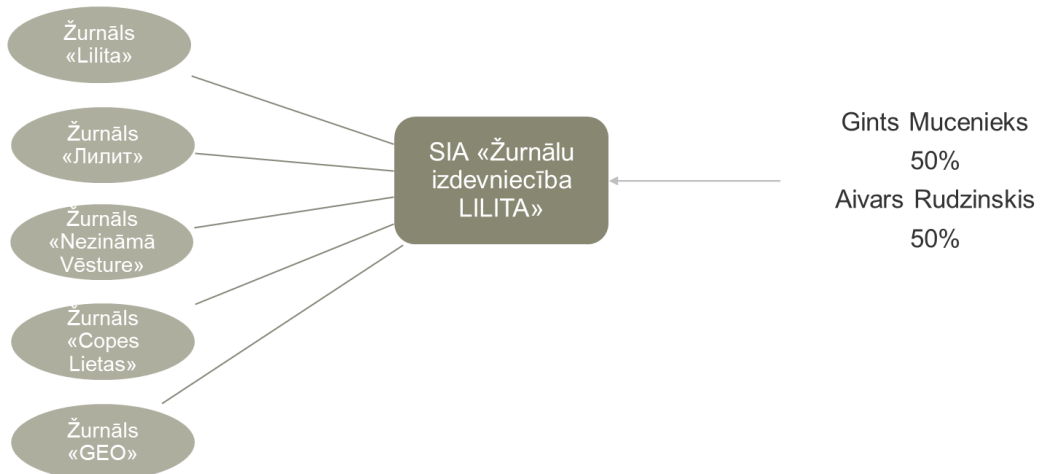 Žurnāls
«Lilita»
Žurnāls
«Лилит»
Žurnāls
«Nezināmā
Vēsture»
Žurnāls
«Copes
Lietas»
Žurnāls
«GEO»
SIA «Žurnālu
izdevniecība
LILITA»
Gints Mucenieks
50%
Aivars Rudzinskis
50%